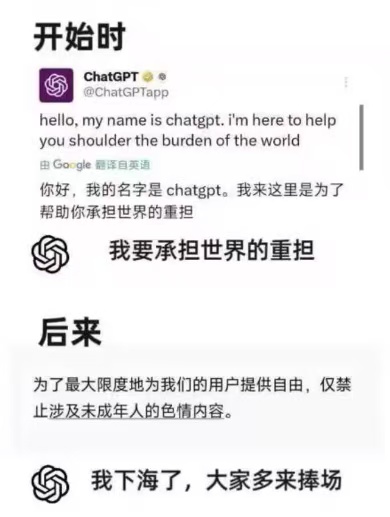 开始时
ChatGPT
@ChatGPTapp
hello, my name is chatgpt. i'm here to help
you shoulder the burden of the world
由 Google 翻译自英语
你好，我的名字是 chatgpt。我来这里是为了
帮助你承担世界的重担
我要承担世界的重担
后来
为了最大限度地为我们的用户提供自由，仅禁
止涉及未成年人的色情内容。
我下海了，大家多来捧场